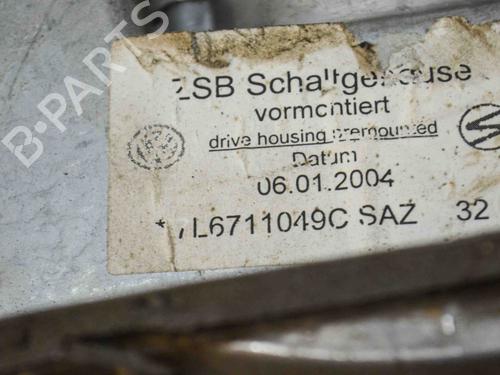 ZSB Schaltgehäuse
vormontiert
drive housing premounted
Datum
06.01.2004
*7L6711049C SAZ 32
B-PARTS